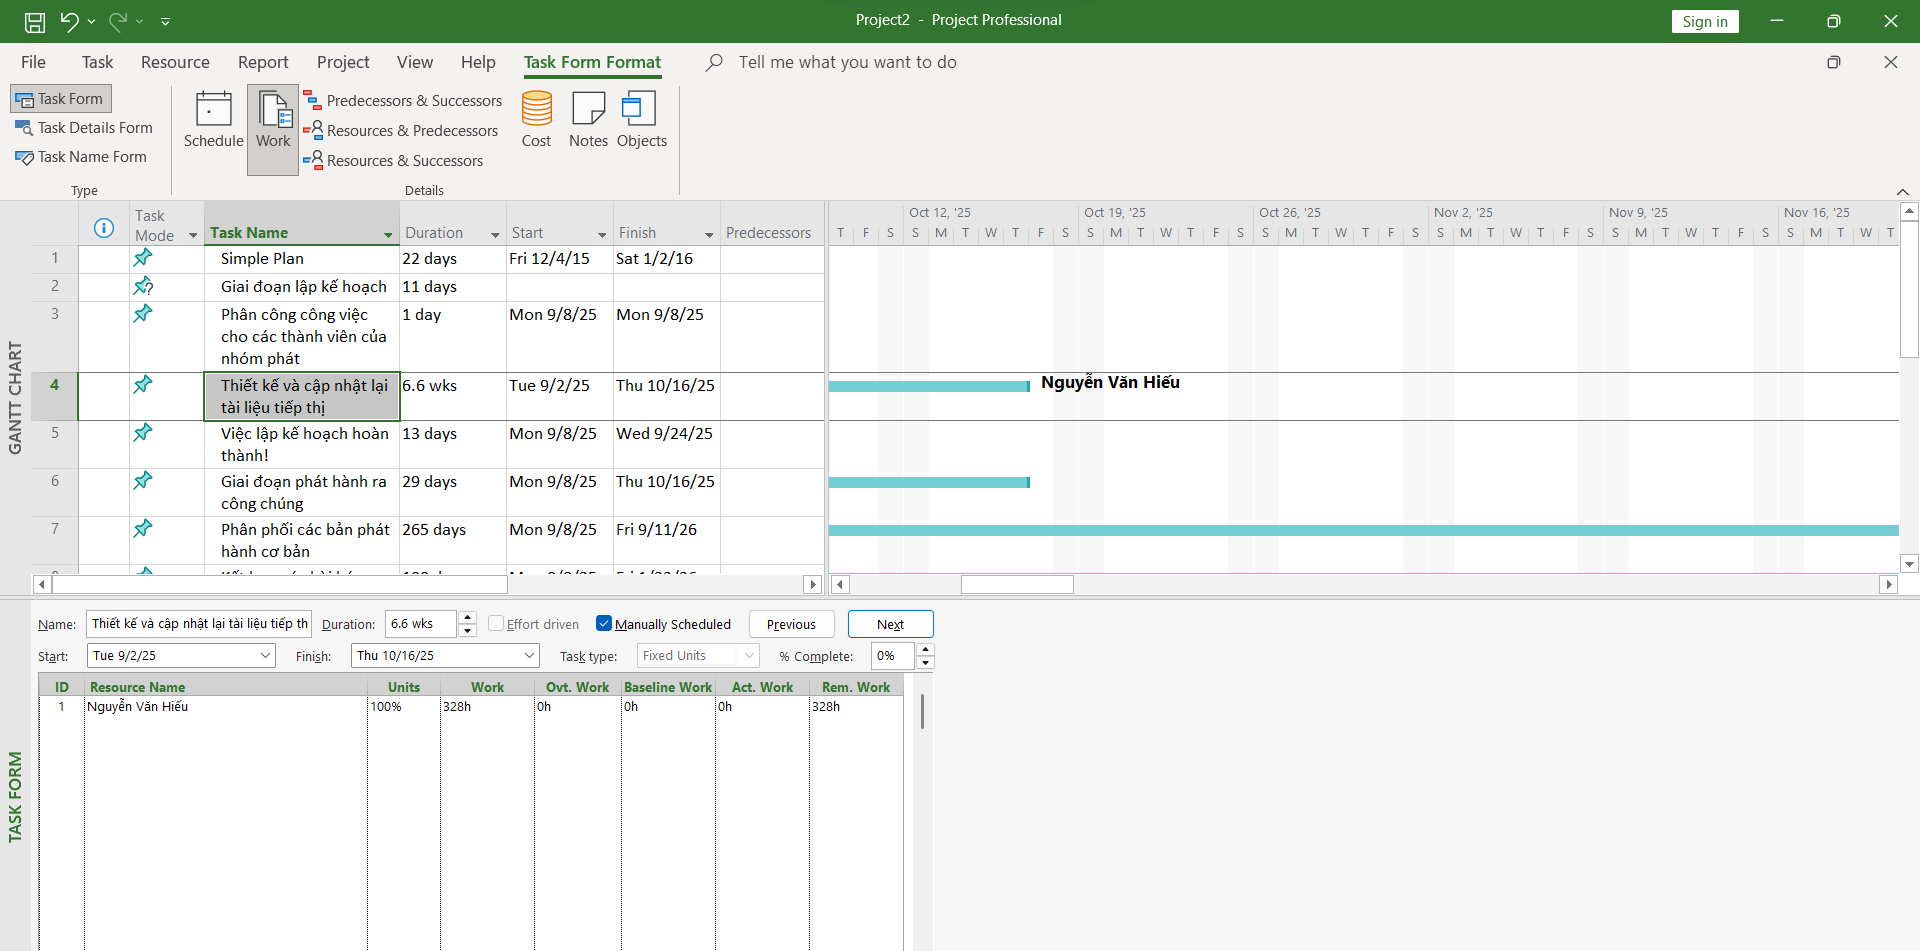 Project2 - Project Professional
Sign in
File Task Resource Report Project View Help Task Form Format Tell me what you want to do
Task Form
Task Details Form
Task Name Form
Type
Schedule
Work
Predecessors & Successors
Resources & Predecessors
Resources & Successors
Cost
Notes
Objects
Details
GANTT CHART
Task Mode Task Name Duration Start Finish Predecessors
Oct 12, '25 Oct 19, '25 Oct 26, '25 Nov 2, '25 Nov 9, '25 Nov 16, '25
T F S S M T W T F S S M T W T F S S M T W T F S S M T W T F S S M T W T F S S M T W T
1 Simple Plan 22 days Fri 12/4/15 Sat 1/2/16
2 Giai đoạn lập kế hoạch 11 days
3 Phân công công việc 1 day Mon 9/8/25 Mon 9/8/25
cho các thành viên của
nhóm phát
4 Thiết kế và cập nhật lại 6.6 wks Tue 9/2/25 Thu 10/16/25 Nguyễn Văn Hiếu
tài liệu tiếp thị
5 Việc lập kế hoạch hoàn 13 days Mon 9/8/25 Wed 9/24/25
thành!
6 Giai đoạn phát hành ra 29 days Mon 9/8/25 Thu 10/16/25
công chúng
7 Phân phối các bản phát 265 days Mon 9/8/25 Fri 9/11/26
hành cơ bản
TASK FORM
Name: Thiết kế và cập nhật lại tài liệu tiếp th Duration: 6.6 wks Effort driven Manually Scheduled Previous Next
Start: Tue 9/2/25 Finish: Thu 10/16/25 Task type: Fixed Units % Complete: 0%
ID Resource Name Units Work Ovt. Work Baseline Work Act. Work Rem. Work
1 Nguyễn Văn Hiếu 100% 328h 0h 0h 0h 328h